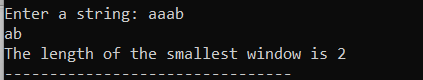 Enter a string: aaab
ab
The length of the smallest window is 2
--------------------------------